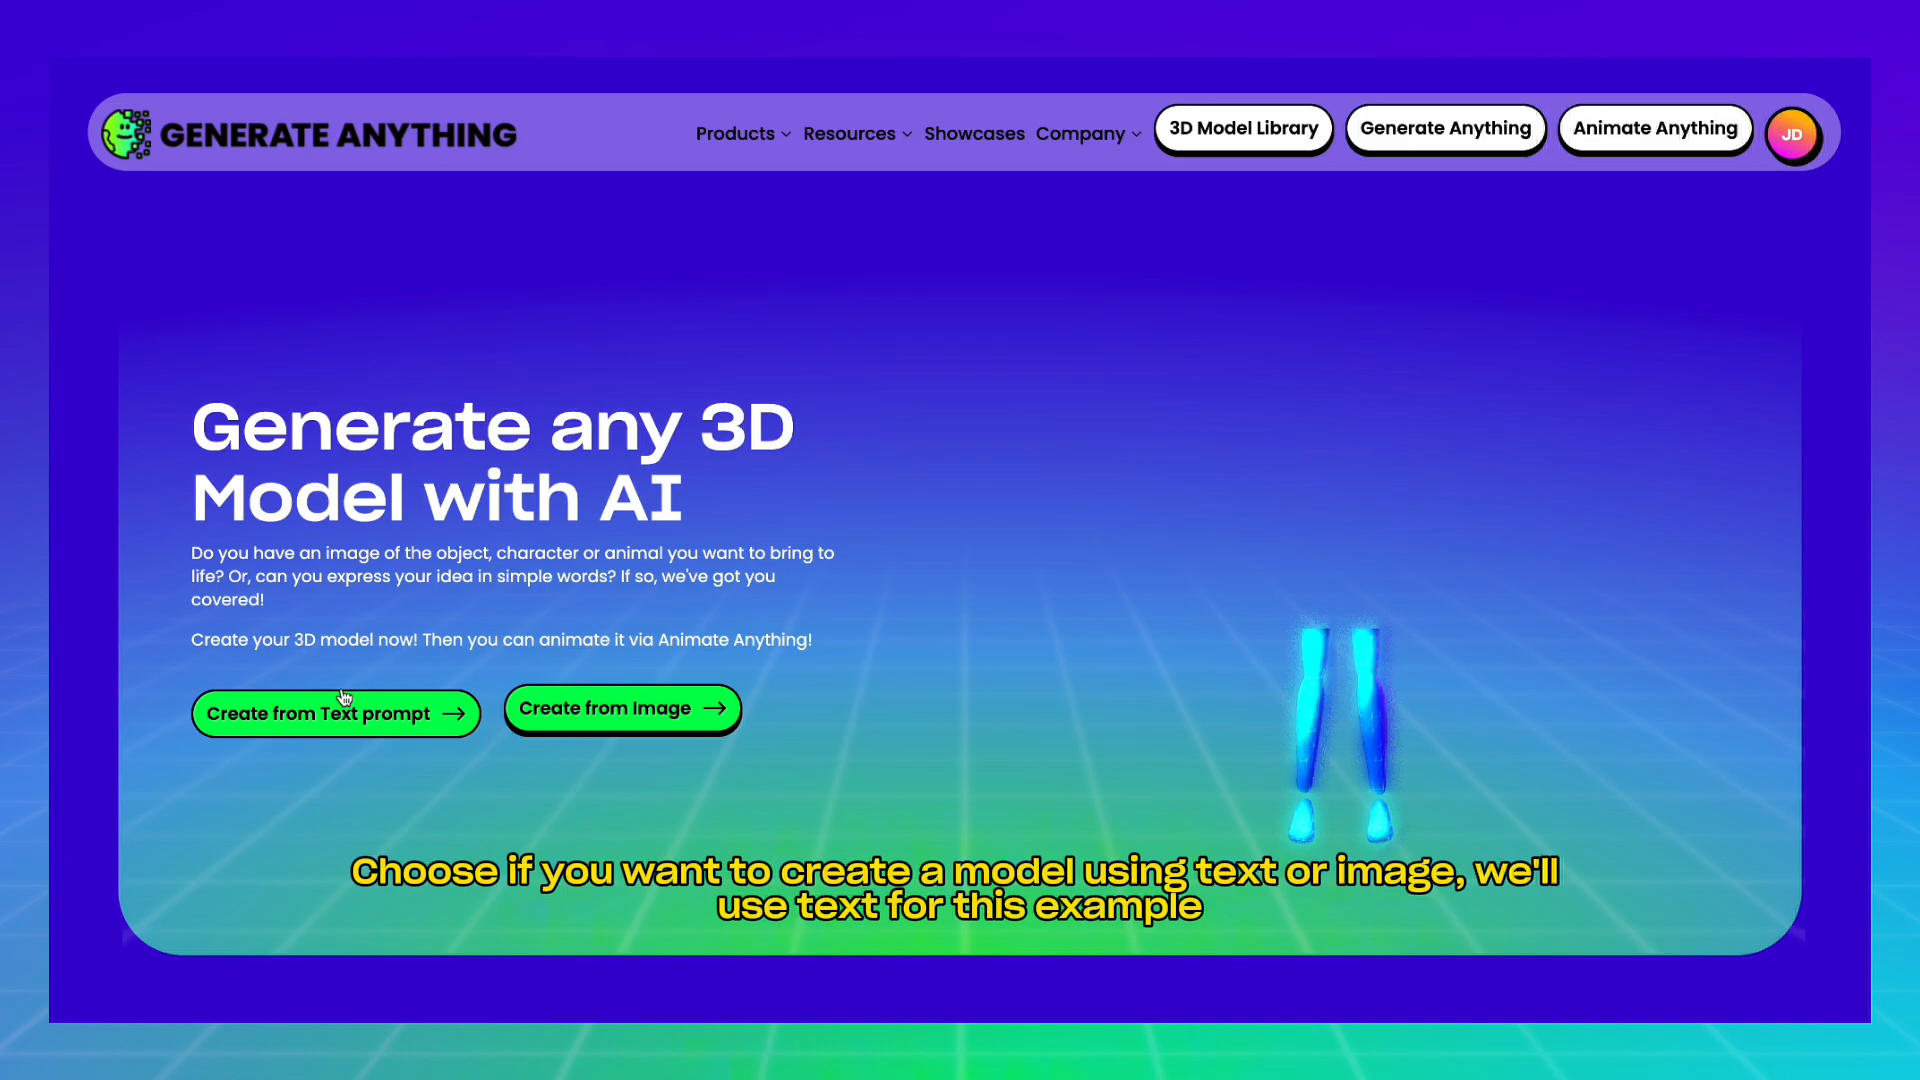 GENERATE ANYTHING
Products
Resources
Showcases
Company
3D Model Library
Generate Anything
Animate Anything
JD
Generate any 3D
Model with AI
Do you have an image of the object, character or animal you want to bring to
life? Or, can you express your idea in simple words? If so, we've got you
covered!
Create your 3D model now! Then you can animate it via Animate Anything!
Create from Text prompt
Create from Image
Choose if you want to create a model using text or image, we'll
use text for this example